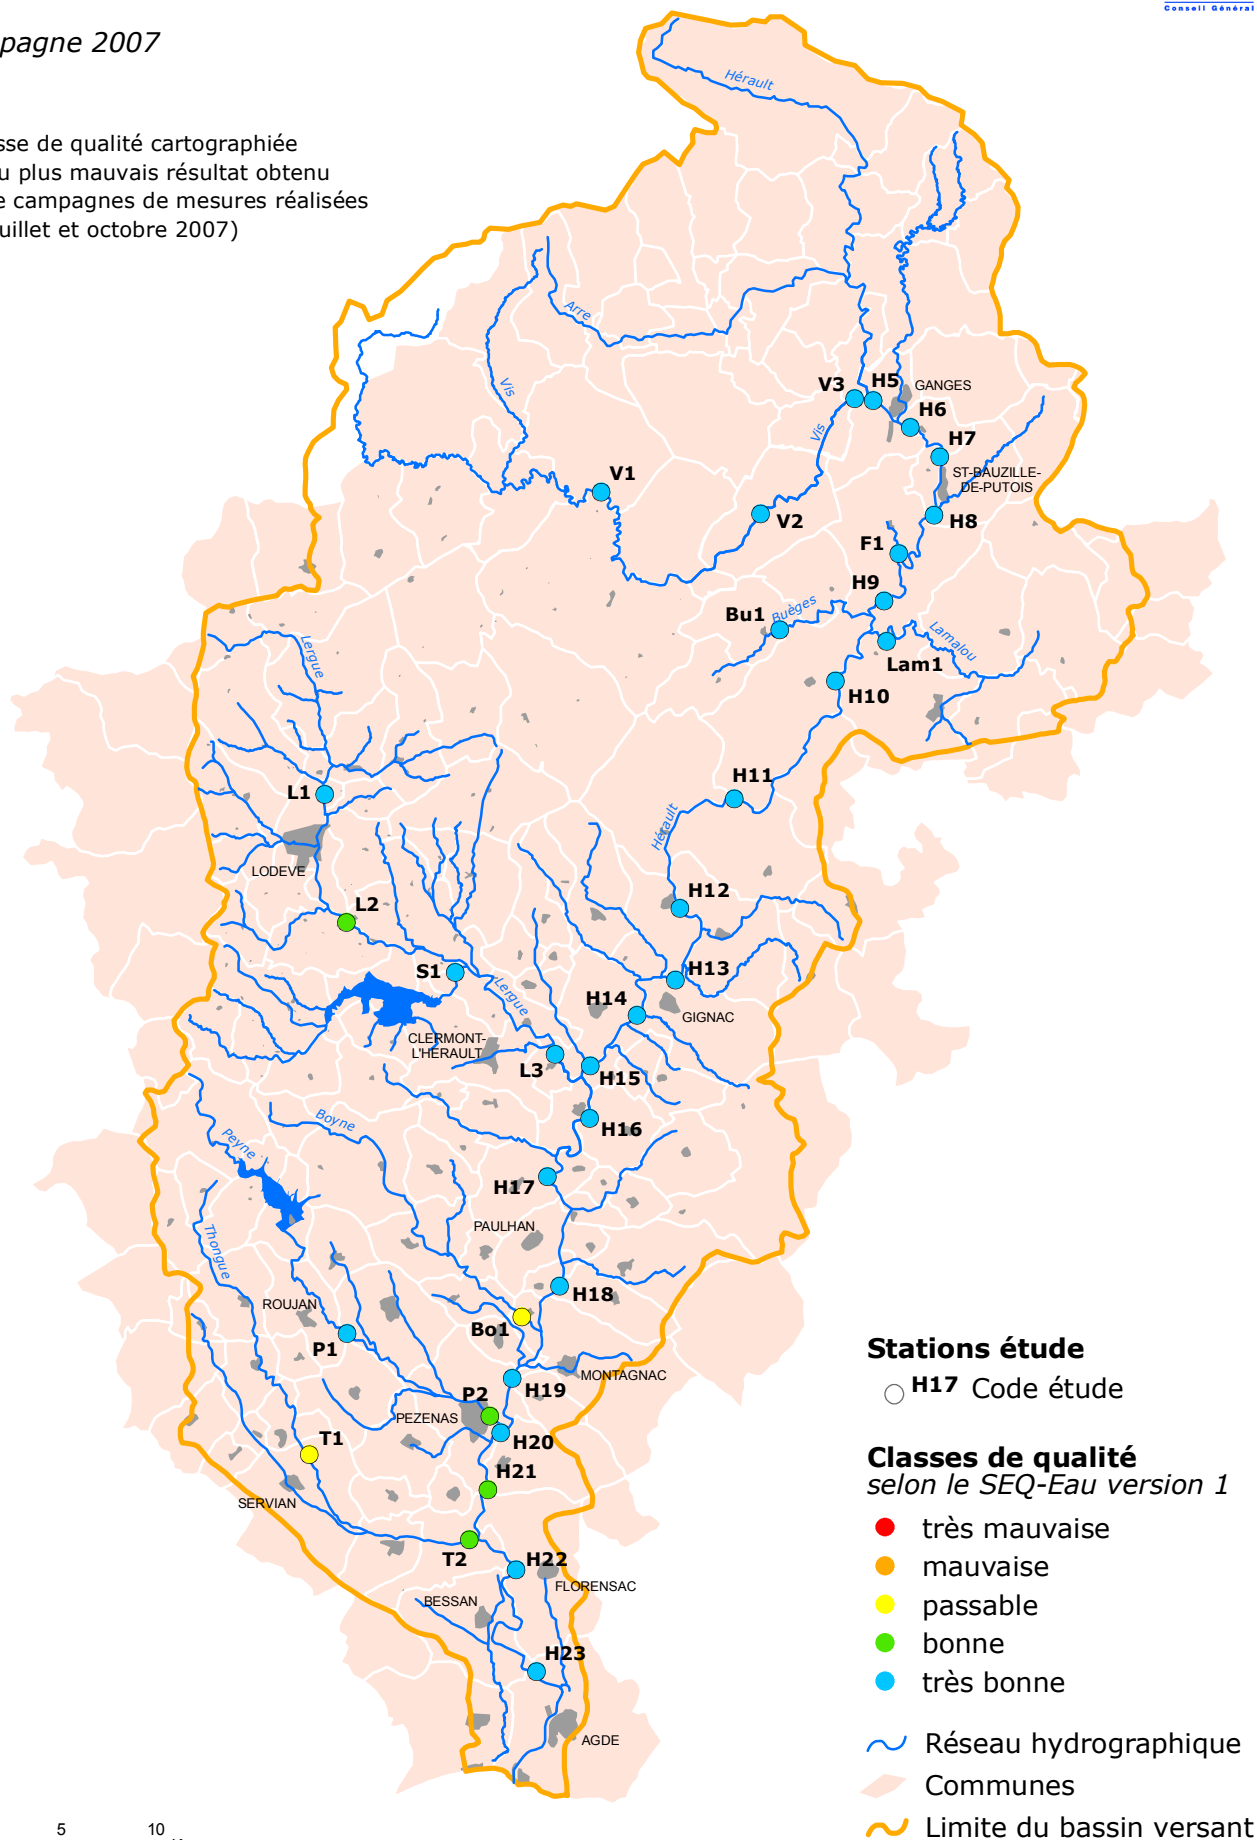 Conseil Général
pagne 2007
sse de qualité cartographiée
u plus mauvais résultat obtenu
e campagnes de mesures réalisées
uillet et octobre 2007)
Hérault
Arre
Vis
V3
H5
GANGES
H6
Vis
H7
ST-BAUZILLE-
DE-PUTOIS
V1
V2
H8
F1
H9
Bu1
Buèges
Lamalou
Lam1
Lergue
H10
H11
L1
Hérault
LODEVE
H12
L2
S1
H13
Lergue
H14
GIGNAC
CLERMONT-
L'HERAULT
L3
H15
Boyne
H16
Peyne
H17
PAULHAN
Thongue
H18
ROUJAN
Bo1
P1
MONTAGNAC
H19
P2
PEZENAS
H20
T1
H21
SERVIAN
T2
H22
FLORENSAC
BESSAN
H23
AGDE
Stations étude
H17 Code étude
Classes de qualité
selon le SEQ-Eau version 1
très mauvaise
mauvaise
passable
bonne
très bonne
Réseau hydrographique
Communes
Limite du bassin versant
5 10